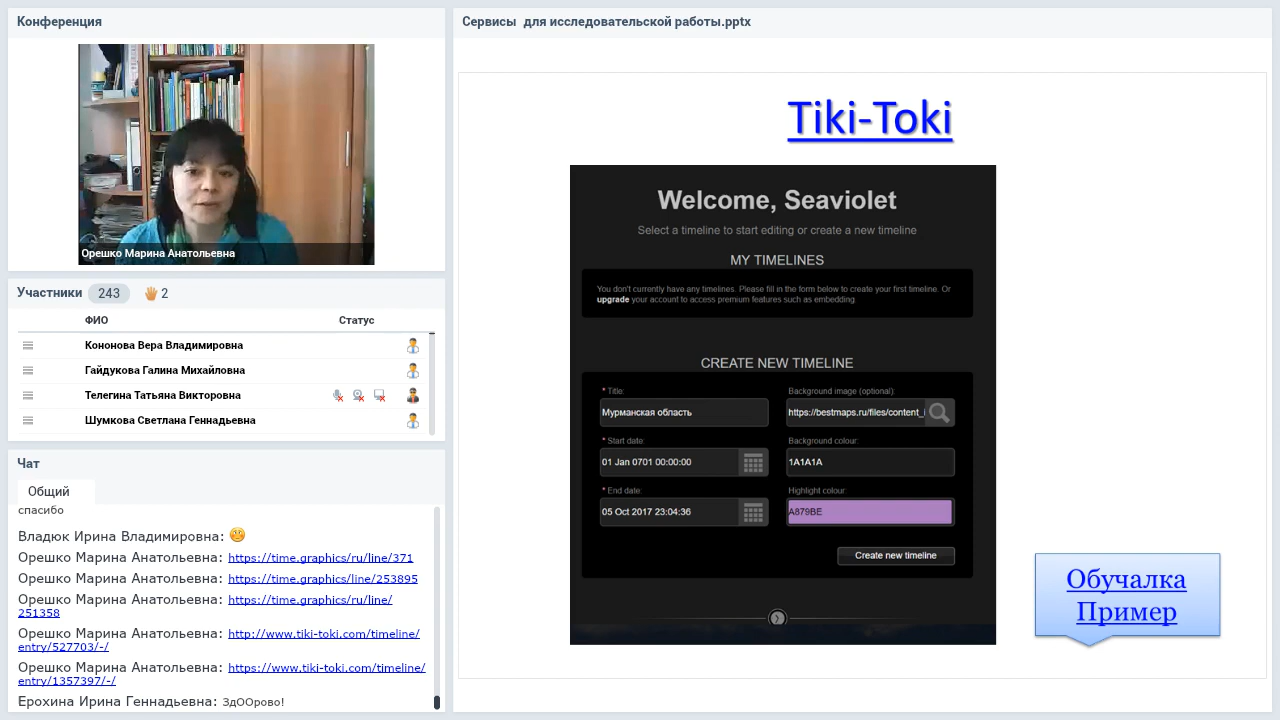 Конференция
Орешко Марина Анатольевна
Участники 243 2
ФИО Статус
Кононова Вера Владимировна
Гайдукова Галина Михайловна
Телегина Татьяна Викторовна
Шумкова Светлана Геннадьевна
Чат
Общий
спасибо
Владюк Ирина Владимировна:
Орешко Марина Анатольевна: https://time.graphics/ru/line/371
Орешко Марина Анатольевна: https://time.graphics/line/253895
Орешко Марина Анатольевна: https://time.graphics/ru/line/
251358
Орешко Марина Анатольевна: http://www.tiki-toki.com/timeline/
entry/527703/-/
Орешко Марина Анатольевна: https://www.tiki-toki.com/timeline/
entry/1357397/-/
Ерохина Ирина Геннадьевна: ЗдОOрово!
Сервисы для исследовательской работы.pptx
Tiki-Toki
Welcome, Seaviolet
Select a timeline to start editing or create a new timeline
MY TIMELINES
You don't currently have any timelines. Please fill in the form below to create your first timeline. Or
upgrade your account to access premium features such as embedding.
CREATE NEW TIMELINE
* Title: Background image (optional):
Мурманская область https://bestmaps.ru/files/content_
* Start date: Background colour:
01 Jan 0701 00:00:00 1A1A1A
* End date: Highlight colour:
05 Oct 2017 23:04:36 A879BE
Create new timeline
Обучалка
Пример